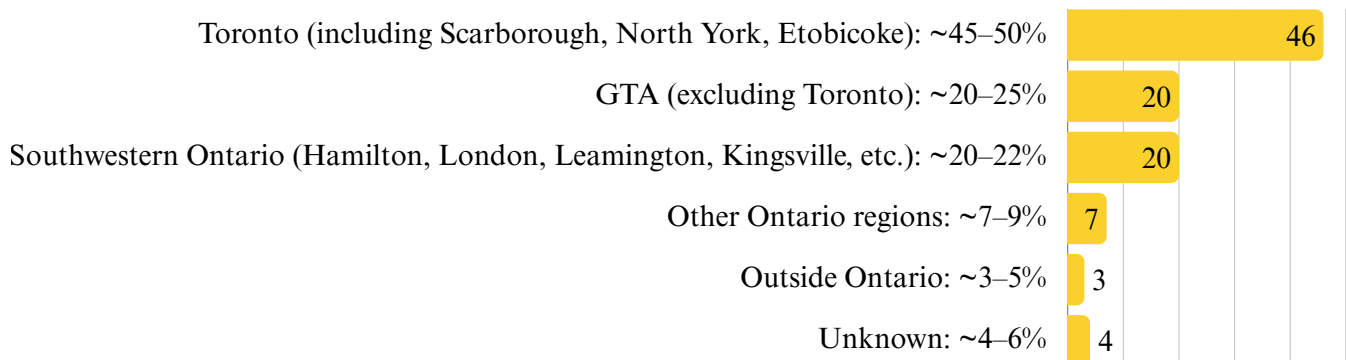 Toronto (including Scarborough, North York, Etobicoke): ~45–50% 46
GTA (excluding Toronto): ~20–25% 20
Southwestern Ontario (Hamilton, London, Leamington, Kingsville, etc.): ~20–22% 20
Other Ontario regions: ~7–9% 7
Outside Ontario: ~3–5% 3
Unknown: ~4–6% 4